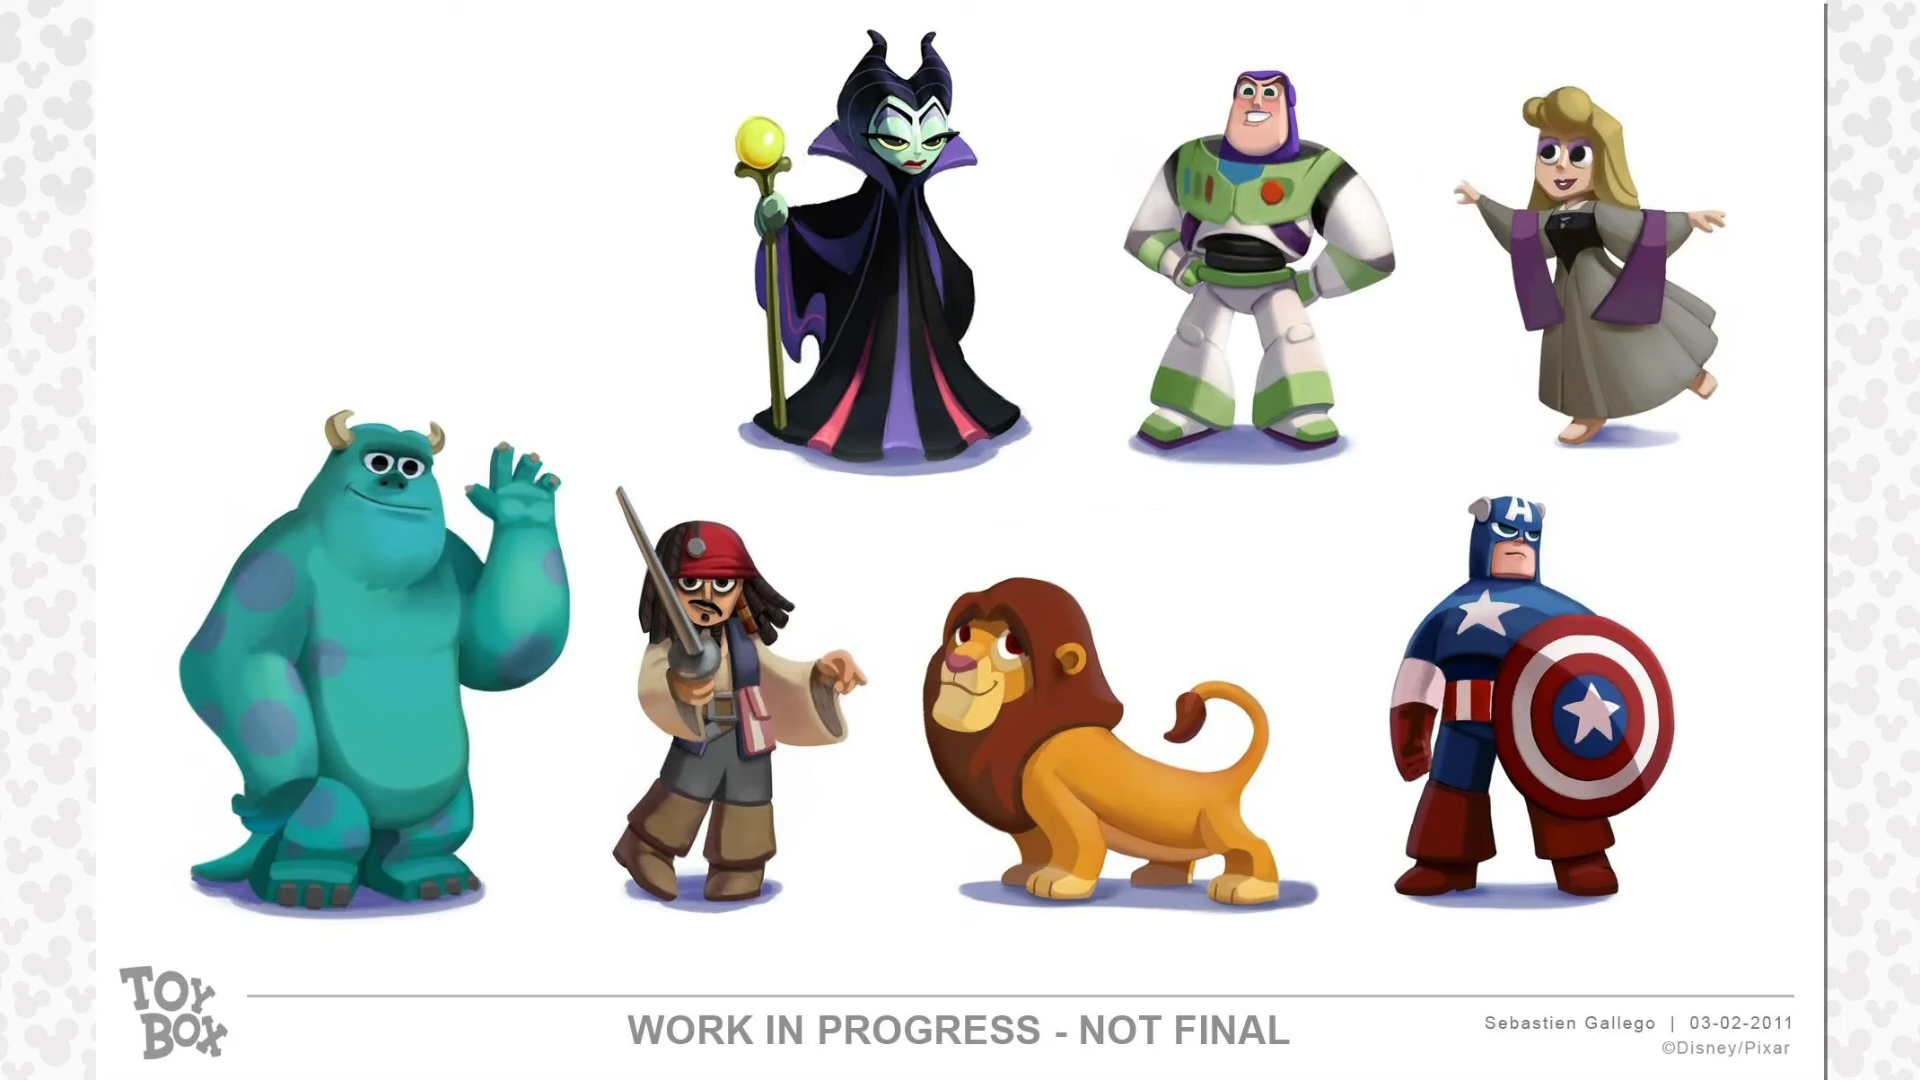 TOY
BOX
WORK IN PROGRESS - NOT FINAL
Sebastien Gallego | 03-02-2011
©Disney/Pixar
A